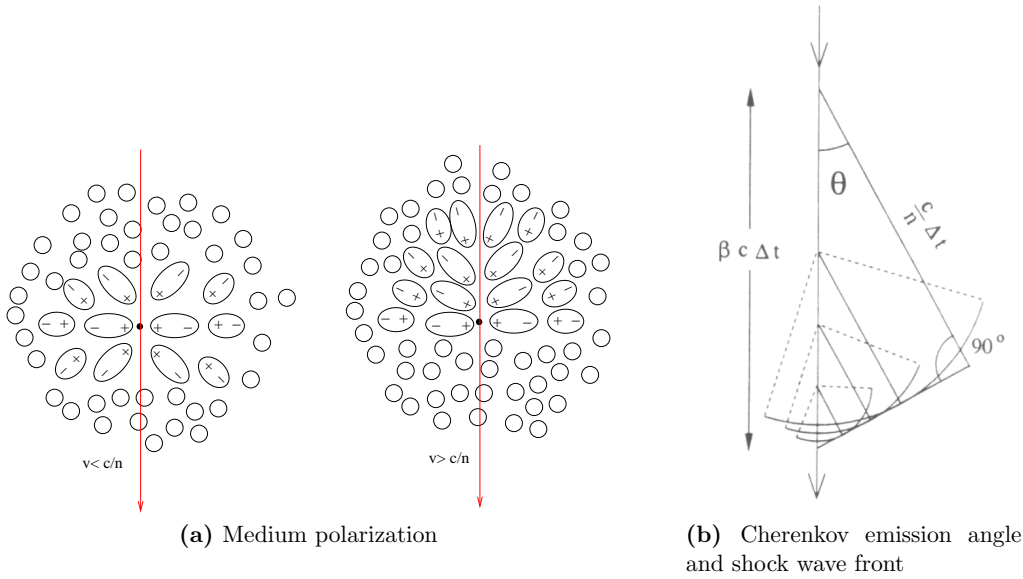 v< c/n
v> c/n
(a) Medium polarization
θ
c/n Δt
β c Δt
90°
(b) Cherenkov emission angle
and shock wave front